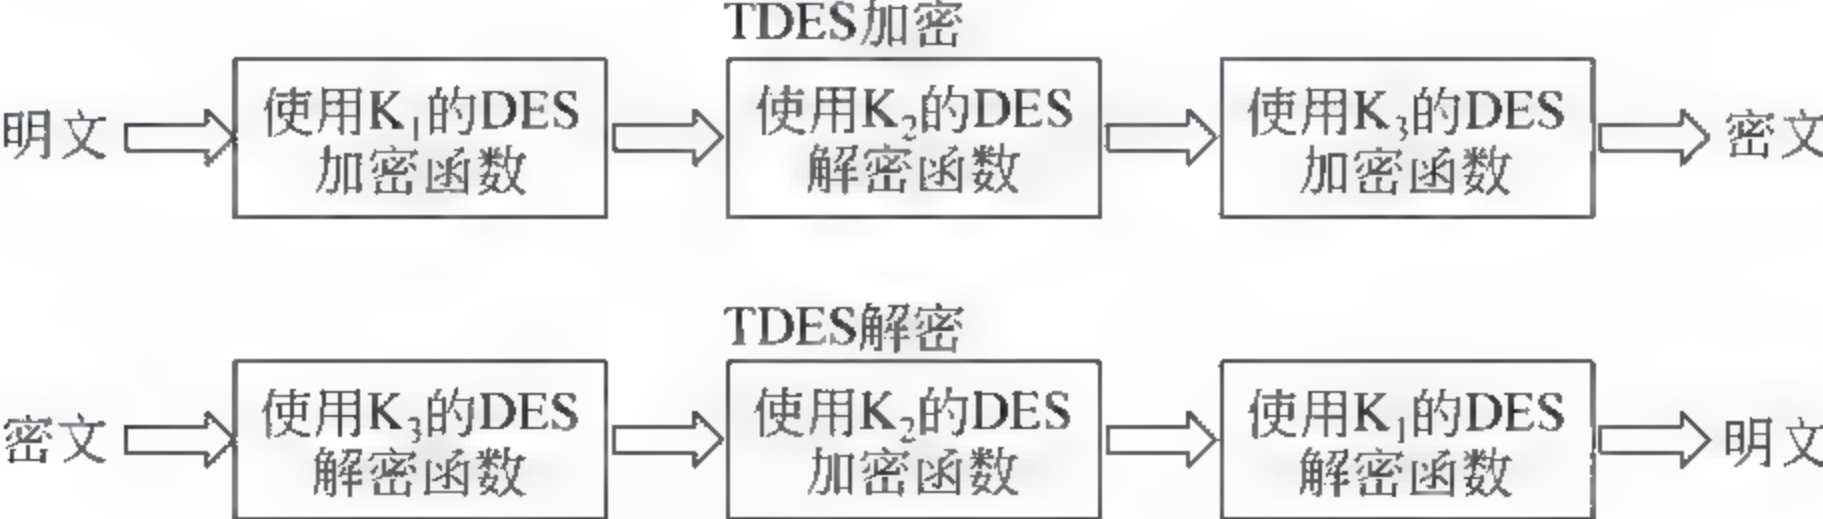 TDES加密
明文
使用K₁的DES
加密函数
使用K₂的DES
解密函数
使用K₃的DES
加密函数
密文
TDES解密
密文
使用K₃的DES
解密函数
使用K₂的DES
加密函数
使用K₁的DES
解密函数
明文